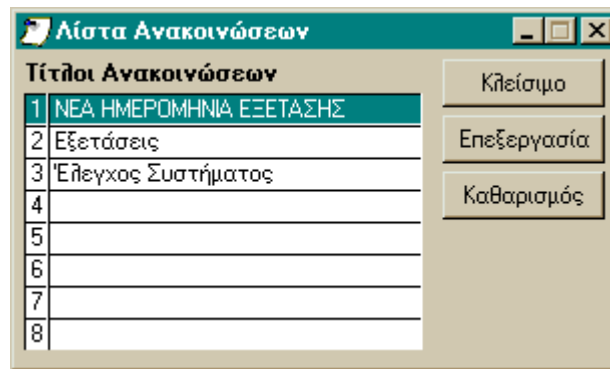 Λίστα Ανακοινώσεων
Τίτλοι Ανακοινώσεων
1 ΝΕΑ ΗΜΕΡΟΜΗΝΙΑ ΕΞΕΤΑΣΗΣ
2 Εξετάσεις
3 Έλεγχος Συστήματος
4
5
6
7
8
Κλείσιμο
Επεξεργασία
Καθαρισμός